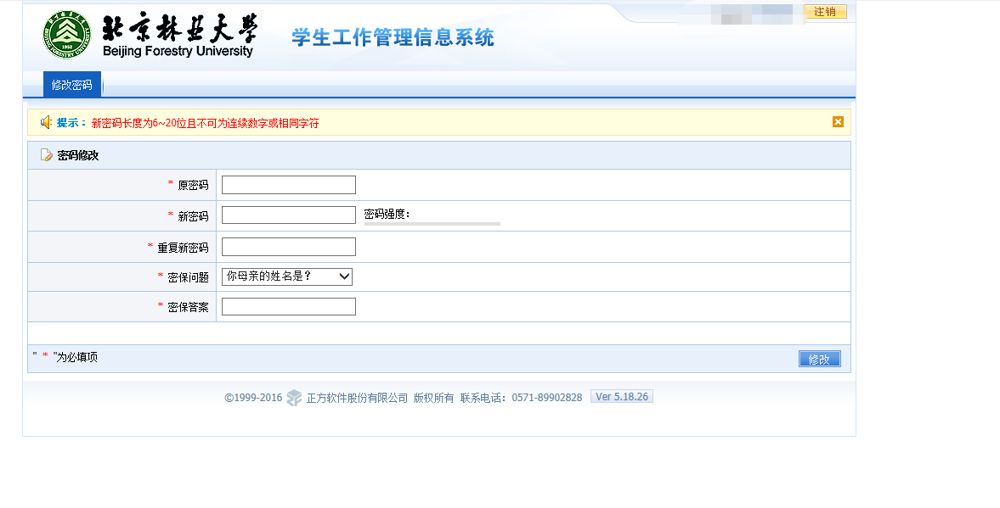 注销
北京林业大学
Beijing Forestry University
学生工作管理信息系统
1952
修改密码
提示： 新密码长度为6~20位且不可为连续数字或相同字符
密码修改
* 原密码
* 新密码 密码强度:
* 重复新密码
* 密保问题 你母亲的姓名是?
* 密保答案
" * "为必填项 修改
©1999-2016 正方软件股份有限公司 版权所有 联系电话: 0571-89902828 Ver 5.18.26